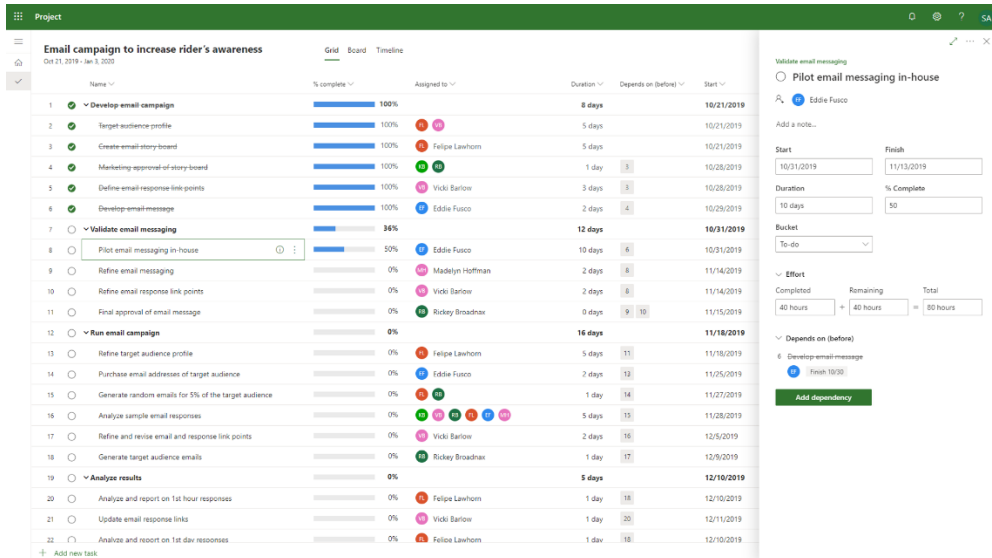 Project
?
SA
Email campaign to increase rider's awareness
Oct 21, 2019 - Jan 3, 2020
Grid Board Timeline
Name % complete Assigned to Duration Depends on (before) Start
1 Develop email campaign 100% 8 days 10/21/2019
2 Target audience profile 100% FL VB 5 days 10/21/2019
3 Create email story board 100% FL Felipe Lawhorn 5 days 10/21/2019
4 Marketing approval of story board 100% RB RB 1 day 3 10/28/2019
5 Define email response link points 100% VB Vicki Barlow 3 days 3 10/28/2019
6 Develop email message 100% EF Eddie Fusco 2 days 4 10/29/2019
7 Validate email messaging 36% 12 days 10/31/2019
8 Pilot email messaging in-house 50% EF Eddie Fusco 10 days 6 10/31/2019
9 Refine email messaging 0% MH Madelyn Hoffman 2 days 8 11/14/2019
10 Refine email response link points 0% VB Vicki Barlow 2 days 8 11/14/2019
11 Final approval of email message 0% RB Rickey Broadnax 0 days 9 10 11/15/2019
12 Run email campaign 0% 16 days 11/18/2019
13 Refine target audience profile 0% FL Felipe Lawhorn 5 days 11 11/18/2019
14 Purchase email addresses of target audience 0% EF Eddie Fusco 2 days 13 11/25/2019
15 Generate random emails for 5% of the target audience 0% FL RB 1 day 14 11/27/2019
16 Analyze sample email responses 0% RB VB RB FL EF MH 5 days 15 11/28/2019
17 Refine and revise email and response link points 0% VB Vicki Barlow 2 days 16 12/5/2019
18 Generate target audience emails 0% RB Rickey Broadnax 1 day 17 12/9/2019
19 Analyze results 0% 5 days 12/10/2019
20 Analyze and report on 1st hour responses 0% FL Felipe Lawhorn 1 day 18 12/10/2019
21 Update email response links 0% VB Vicki Barlow 1 day 20 12/11/2019
22 Analyze and report on 1st day responses 0% FL Felipe Lawhorn 1 day 18 12/10/2019
+ Add new task
Validate email messaging
Pilot email messaging in-house
EF Eddie Fusco
Add a note...
Start Finish
10/31/2019 11/13/2019
Duration % Complete
10 days 50
Bucket
To-do
Effort
Completed Remaining Total
40 hours + 40 hours = 80 hours
Depends on (before)
6 Develop email message
EF Finish 10/30
Add dependency